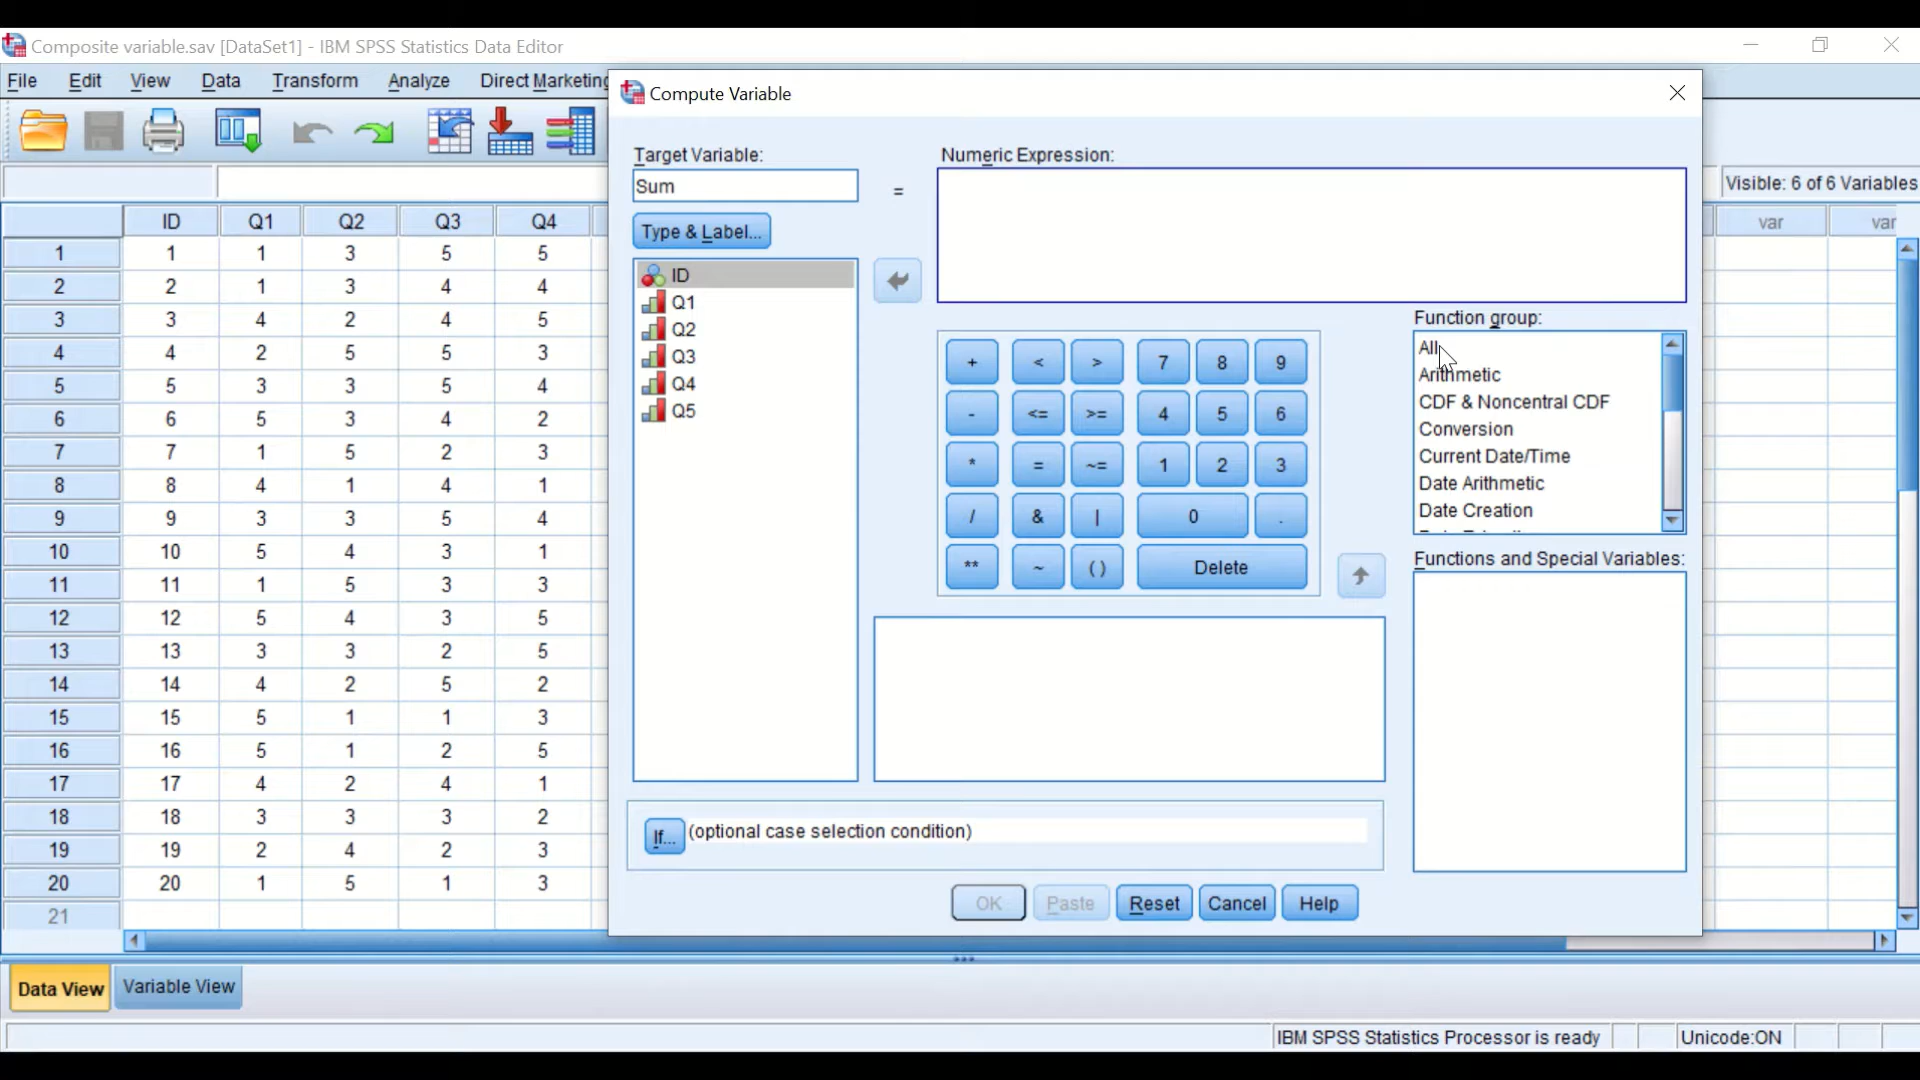 Composite variable.sav [DataSet1] - IBM SPSS Statistics Data Editor
File Edit View Data Transform Analyze Direct Marketing
Compute Variable
Target Variable:
Sum
=
Numeric Expression:
Type & Label...
Visible: 6 of 6 Variables
ID Q1 Q2 Q3 Q4 var var
1 1 1 3 5 5
2 2 1 3 4 4
3 3 4 2 4 5
4 4 2 5 5 3
5 5 3 3 5 4
6 6 5 3 4 2
7 7 1 5 2 3
8 8 4 1 4 1
9 9 3 3 5 4
10 10 5 4 3 1
11 11 1 5 3 3
12 12 5 4 3 5
13 13 3 3 2 5
14 14 4 2 5 2
15 15 5 1 1 3
16 16 5 1 2 5
17 17 4 2 4 1
18 18 3 3 3 2
19 19 2 4 2 3
20 20 1 5 1 3
21
ID
Q1
Q2
Q3
Q4
Q5
+ < > 7 8 9
- <= >= 4 5 6
* = ~= 1 2 3
/ & | 0 .
** ~ ( ) Delete
Function group:
All
Arithmetic
CDF & Noncentral CDF
Conversion
Current Date/Time
Date Arithmetic
Date Creation
Functions and Special Variables:
If... (optional case selection condition)
OK Paste Reset Cancel Help
Data View Variable View
IBM SPSS Statistics Processor is ready Unicode:ON